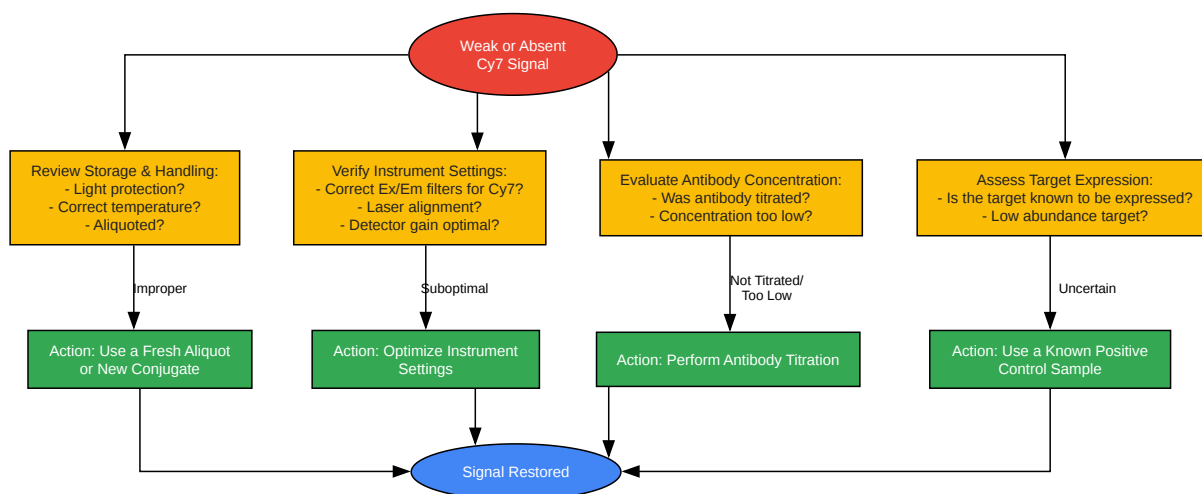 Weak or Absent
Cy7 Signal
Review Storage & Handling:
- Light protection?
- Correct temperature?
- Aliquoted?
Verify Instrument Settings:
- Correct Ex/Em filters for Cy7?
- Laser alignment?
- Detector gain optimal?
Evaluate Antibody Concentration:
- Was antibody titrated?
- Concentration too low?
Assess Target Expression:
- Is the target known to be expressed?
- Low abundance target?
Improper
Suboptimal
Not Titrated/
Too Low
Uncertain
Action: Use a Fresh Aliquot
or New Conjugate
Action: Optimize Instrument
Settings
Action: Perform Antibody Titration
Action: Use a Known Positive
Control Sample
Signal Restored